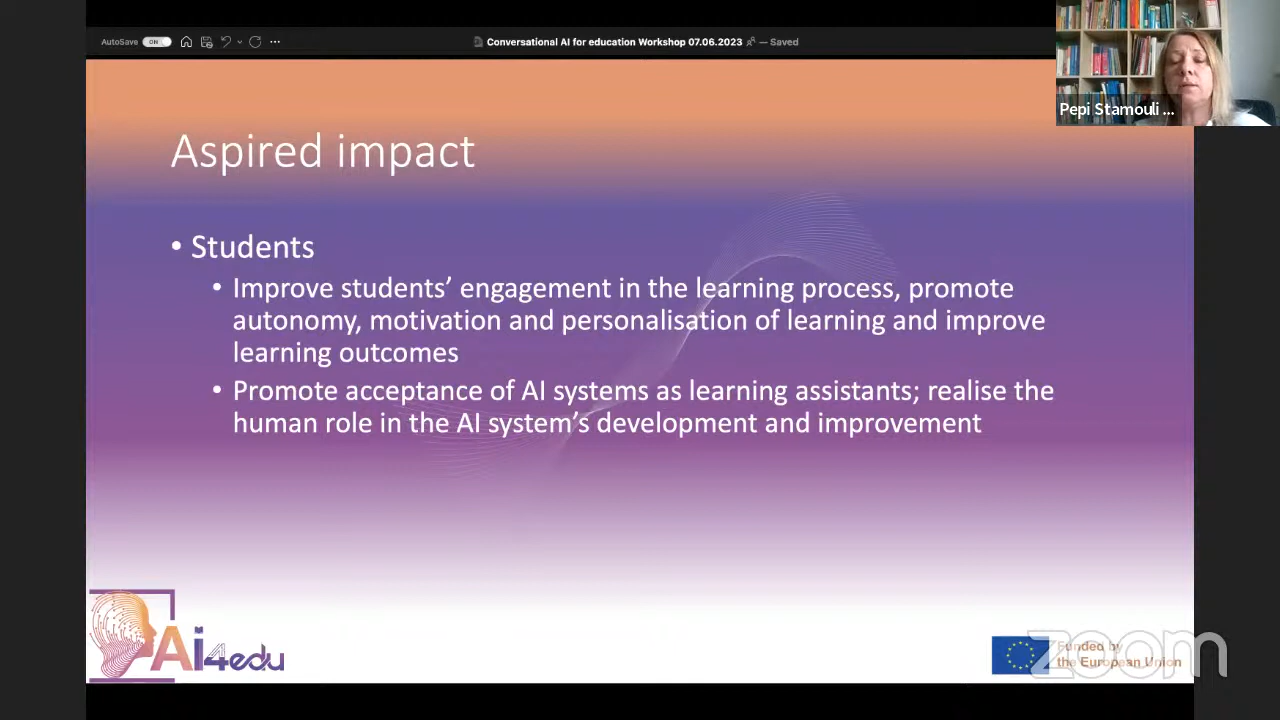 AutoSave ON
Conversational AI for education Workshop 07.06.2023 — Saved
Pepi Stamouli ...
Aspired impact
• Students
• Improve students’ engagement in the learning process, promote
autonomy, motivation and personalisation of learning and improve
learning outcomes
• Promote acceptance of AI systems as learning assistants; realise the
human role in the AI system’s development and improvement
Ai4edu
Funded by
the European Union
zoom